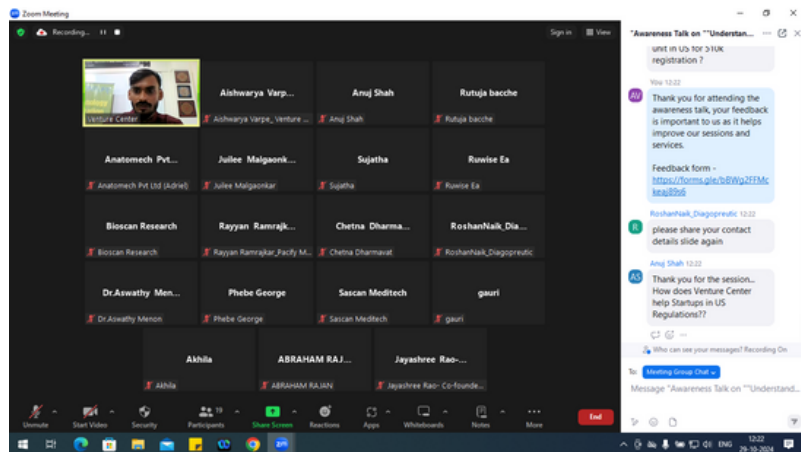 Zoom Meeting
Recording...
Sign in
View
Venture Center
Aishwarya Varp...
Aishwarya Varpe_ Venture ...
Anuj Shah
Anuj Shah
Rutuja bacche
Rutuja bacche
Anatomech Pvt...
Anatomech Pvt Ltd (Adriel)
Juilee Malgaonk...
Juilee Malgaonkar
Sujatha
Sujatha
Ruwise Ea
Ruwise Ea
Bioscan Research
Bioscan Research
Rayyan Ramrajk...
Rayyan Ramrajkar_Pacify M...
Chetna Dharma...
Chetna Dharmavat
RoshanNaik_Dia...
RoshanNaik_Diagopreutic
Dr.Aswathy Men...
Dr.Aswathy Menon
Phebe George
Phebe George
Sascan Meditech
Sascan Meditech
gauri
gauri
Akhila
Akhila
ABRAHAM RAJ...
ABRAHAM RAJAN
Jayashree Rao-...
Jayashree Rao- Co-founde...
Unmute
Start Video
Security
19
Participants
Share Screen
Reactions
Apps
Whiteboards
Notes
More
End
"Awareness Talk on ""Understan...
unit in US for 510k
registration ?
You 12:22
AV
Thank you for attending the
awareness talk, your feedback
is important to us as it helps
improve our sessions and
services.
Feedback form -
https://forms.gle/bBWg2FFMc
keaj89s6
RoshanNaik_Diagopreutic 12:22
R
please share your contact
details slide again
Anuj Shah 12:22
AS
Thank you for the session...
How does Venture Center
help Startups in US
Regulations??
Who can see your messages? Recording On
To:
Meeting Group Chat
Message "Awareness Talk on ""Understand...
ENG
12:22
29-10-2024